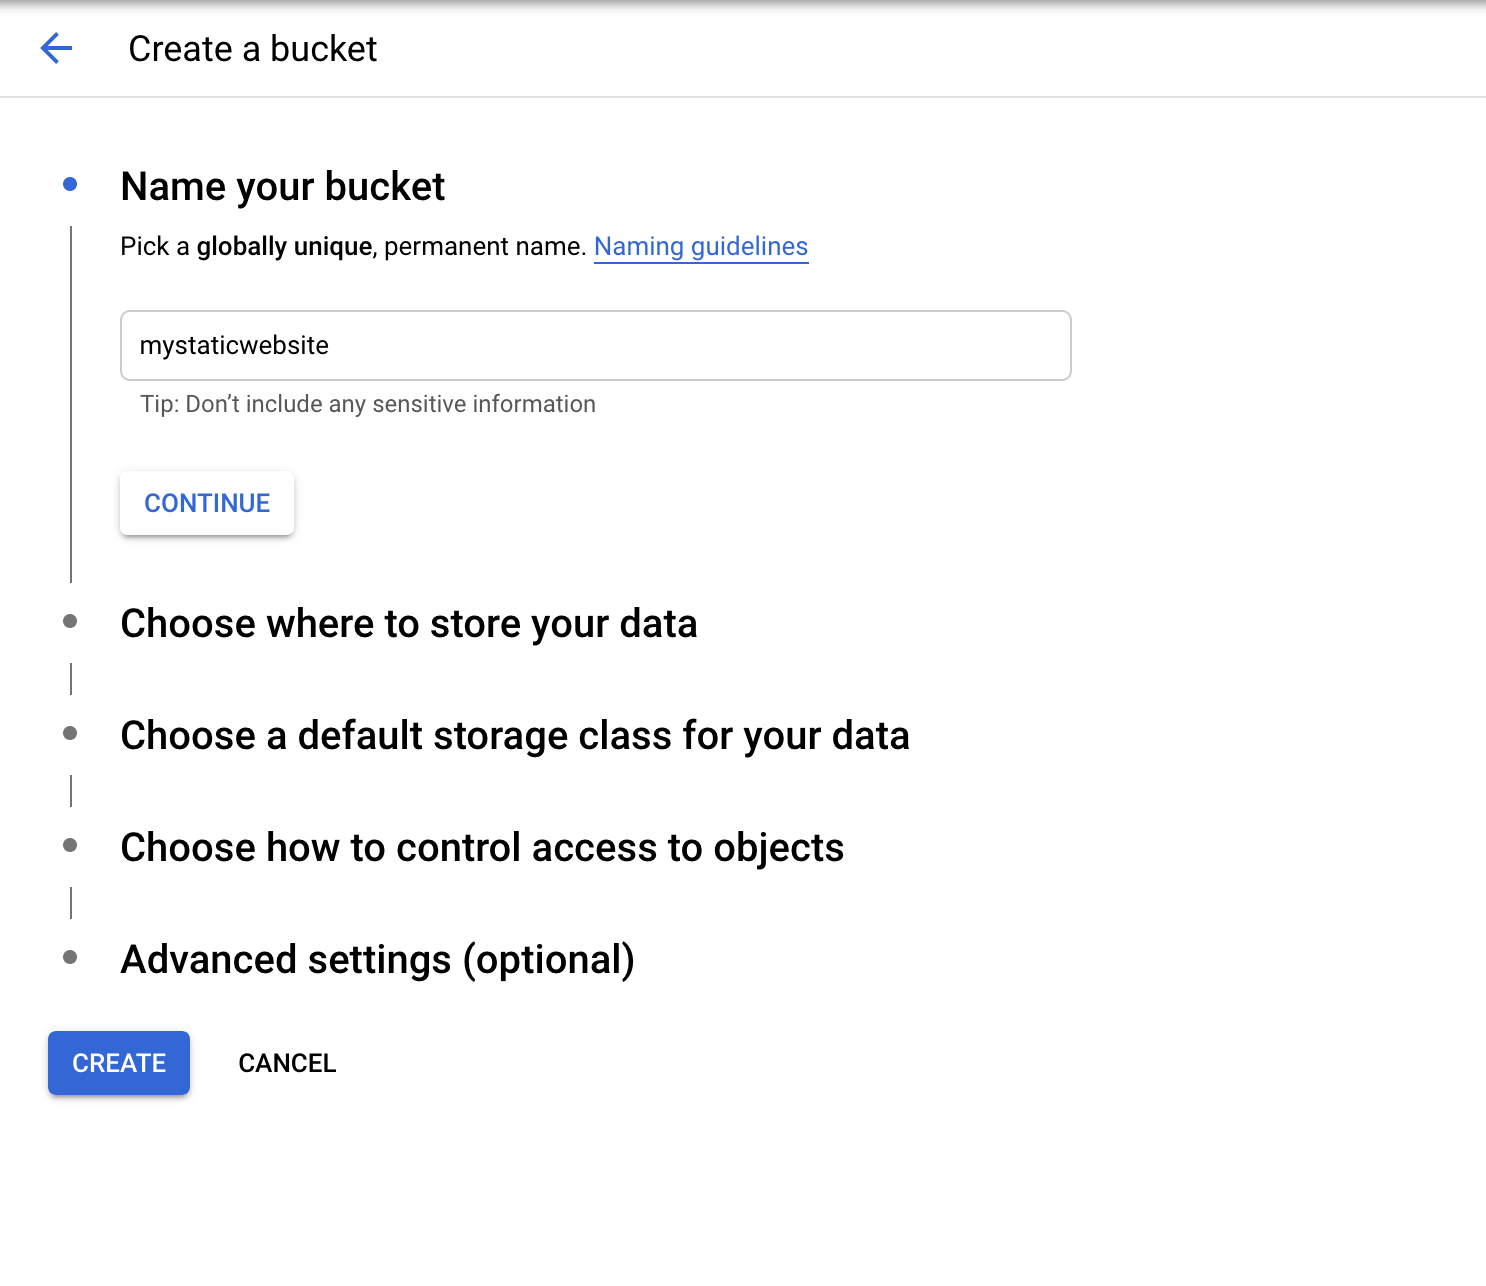 Create a bucket
Name your bucket
Pick a globally unique, permanent name. Naming guidelines
mystaticwebsite
Tip: Don’t include any sensitive information
CONTINUE
Choose where to store your data
Choose a default storage class for your data
Choose how to control access to objects
Advanced settings (optional)
CREATE CANCEL